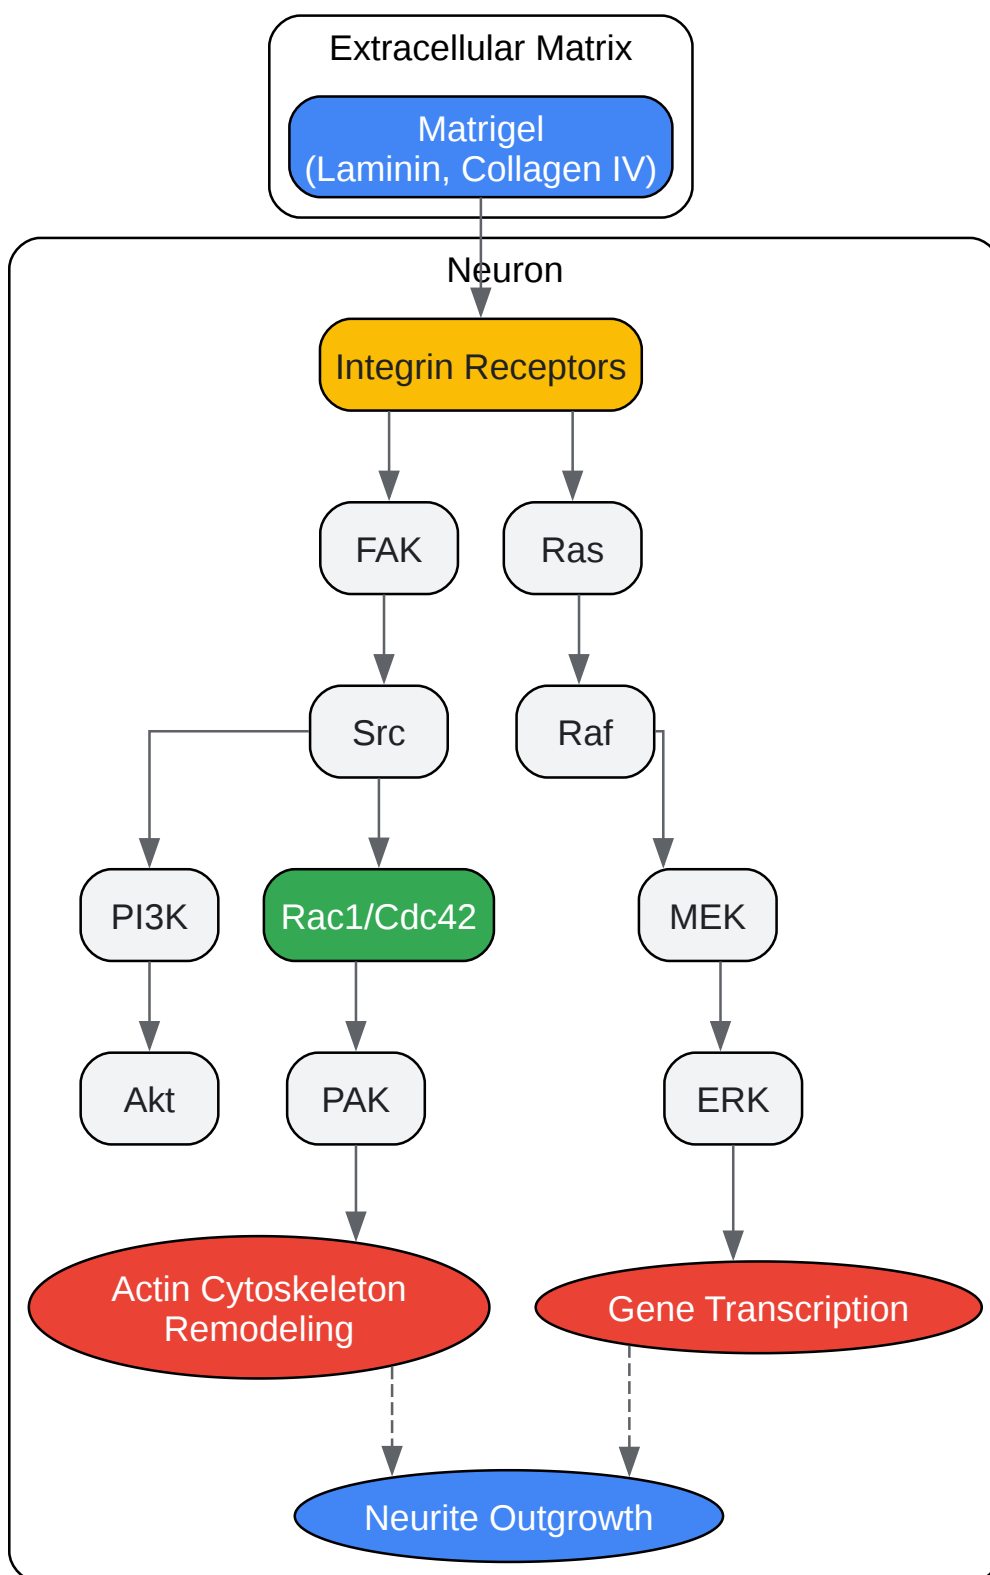 Extracellular Matrix
Matrigel
(Laminin, Collagen IV)
Neuron
Integrin Receptors
FAK
Ras
Src
Raf
PI3K
Rac1/Cdc42
MEK
Akt
PAK
ERK
Actin Cytoskeleton
Remodeling
Gene Transcription
Neurite Outgrowth